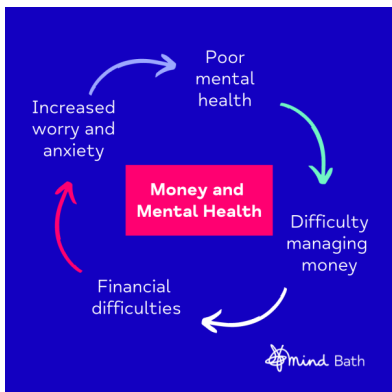 Poor
mental
health
Increased
worry and
anxiety
Money and
Mental Health
Difficulty
managing
money
Financial
difficulties
mind Bath